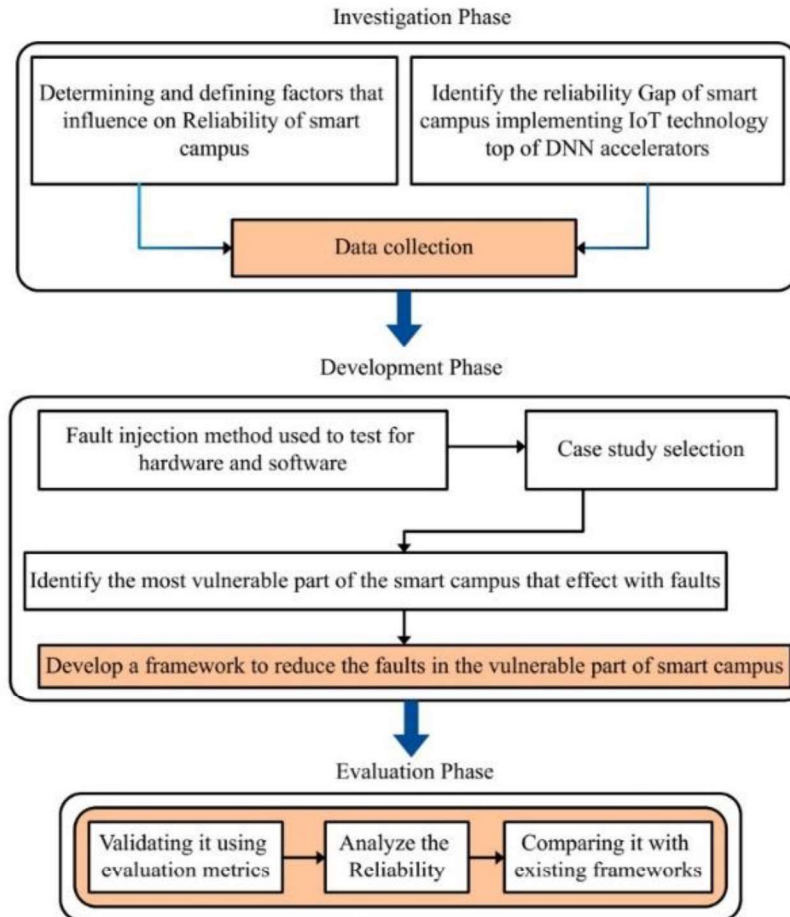 Investigation Phase
Determining and defining factors that
influence on Reliability of smart
campus
Identify the reliability Gap of smart
campus implementing IoT technology
top of DNN accelerators
Data collection
Development Phase
Fault injection method used to test for
hardware and software
Case study selection
Identify the most vulnerable part of the smart campus that effect with faults
Develop a framework to reduce the faults in the vulnerable part of smart campus
Evaluation Phase
Validating it using
evaluation metrics
Analyze the
Reliability
Comparing it with
existing frameworks